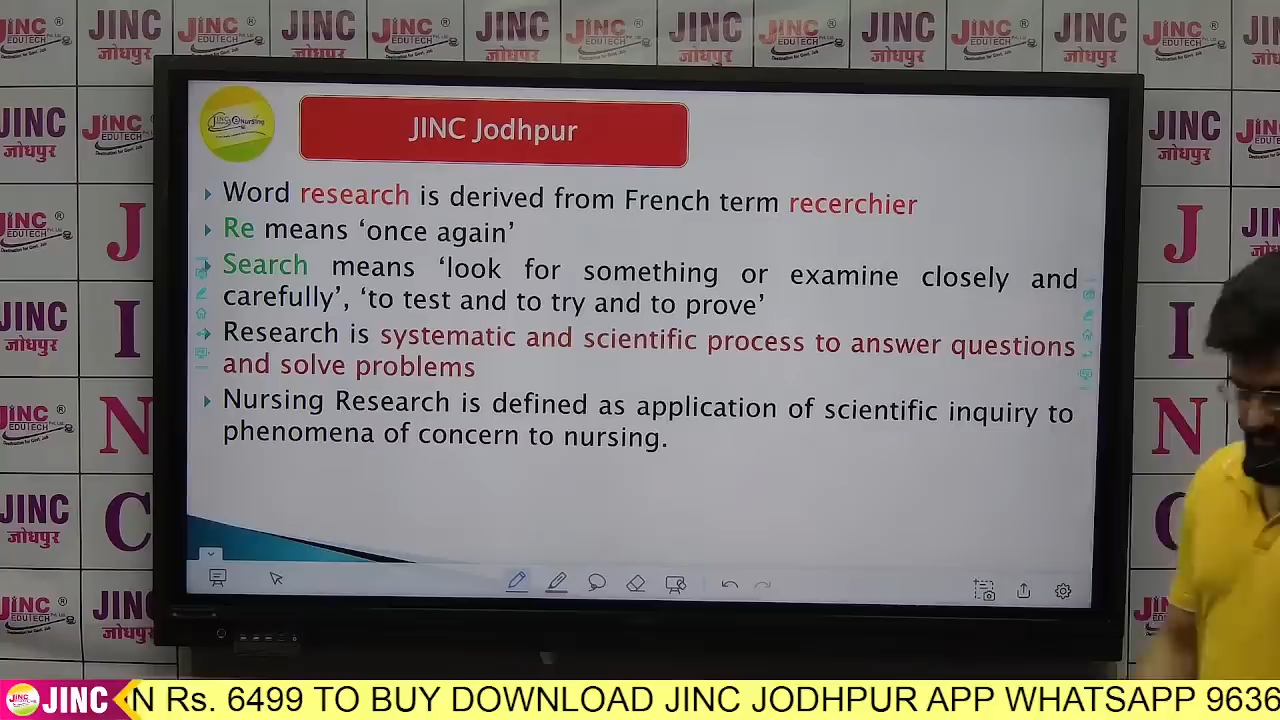 JINC Jodhpur
Word research is derived from French term recerchier
Re means ‘once again’
Search means ‘look for something or examine closely and
carefully’, ‘to test and to try and to prove’
Research is systematic and scientific process to answer questions
and solve problems
Nursing Research is defined as application of scientific inquiry to
phenomena of concern to nursing.
JINC
EDUTECH
जोधपुर
J
I
N
C
J
I
N
JINC N Rs. 6499 TO BUY DOWNLOAD JINC JODHPUR APP WHATSAPP 9636